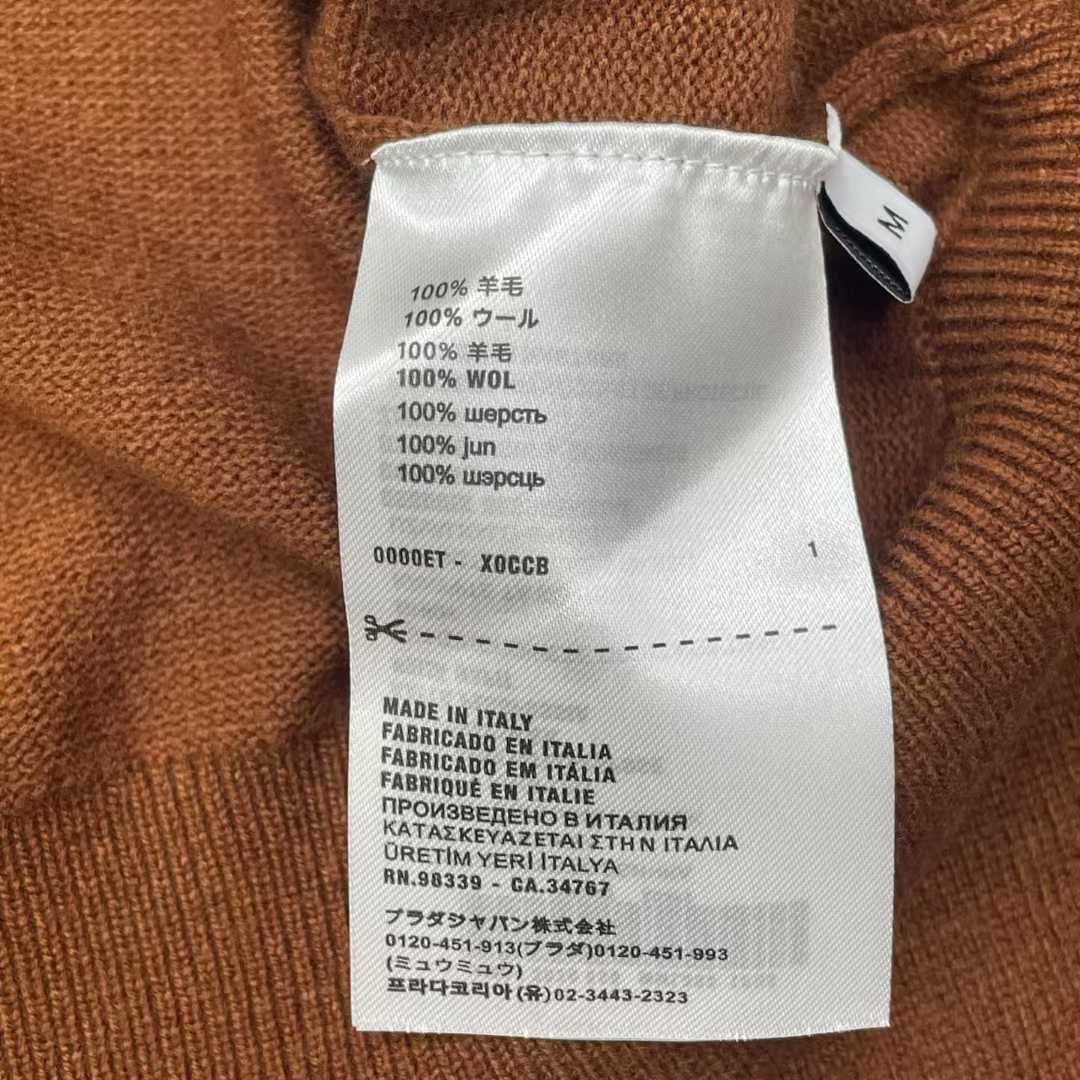 M
100% 羊毛
100% ウール
100% 羊毛
100% WOL
100% шөрсть
100% jun
100% шэрсць
0000ET - X0CCB 1
MADE IN ITALY
FABRICADO EN ITALIA
FABRICADO EM ITÁLIA
FABRIQUÉ EN ITALIE
ПРОИЗВЕДЕНО В ИТАЛИЯ
ΚΑΤΑΣΚΕΥΑΖΕΤΑΙ ΣΤΗ Ν ΙΤΑΛΙΑ
ÜRETİM YERİ İTALYA
RN.98339 - CA.34767
プラダジャパン株式会社
0120-451-913(プラダ)0120-451-993
(ミュウミュウ)
프라다코리아(유)02-3443-2323